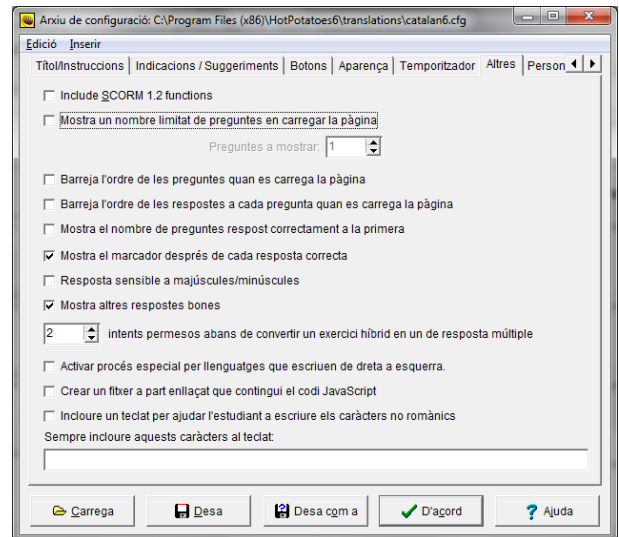 Arxiu de configuració: C:\Program Files (x86)\HotPotatoes6\translations\catalan6.cfg
Edició Inserir
Títol/Instruccions Indicacions / Suggeriments Botons Aparença Temporitzador Altres Person
Include SCORM 1.2 functions
Mostra un nombre limitat de preguntes en carregar la pàgina
Preguntes a mostrar: 1
Barreja l'ordre de les preguntes quan es carrega la pàgina
Barreja l'ordre de les respostes a cada pregunta quan es carrega la pàgina
Mostra el nombre de preguntes respost correctament a la primera
Mostra el marcador després de cada resposta correcta
Resposta sensible a majúscules/minúscules
Mostra altres respostes bones
2 intents permesos abans de convertir un exercici híbrid en un de resposta múltiple
Activar procés especial per llenguatges que escriuen de dreta a esquerra.
Crear un fitxer a part enllaçat que contingui el codi JavaScript
Incloure un teclat per ajudar l'estudiant a escriure els caràcters no romànics
Sempre incloure aquests caràcters al teclat:
Carrega Desa Desa com a D'acord Ajuda